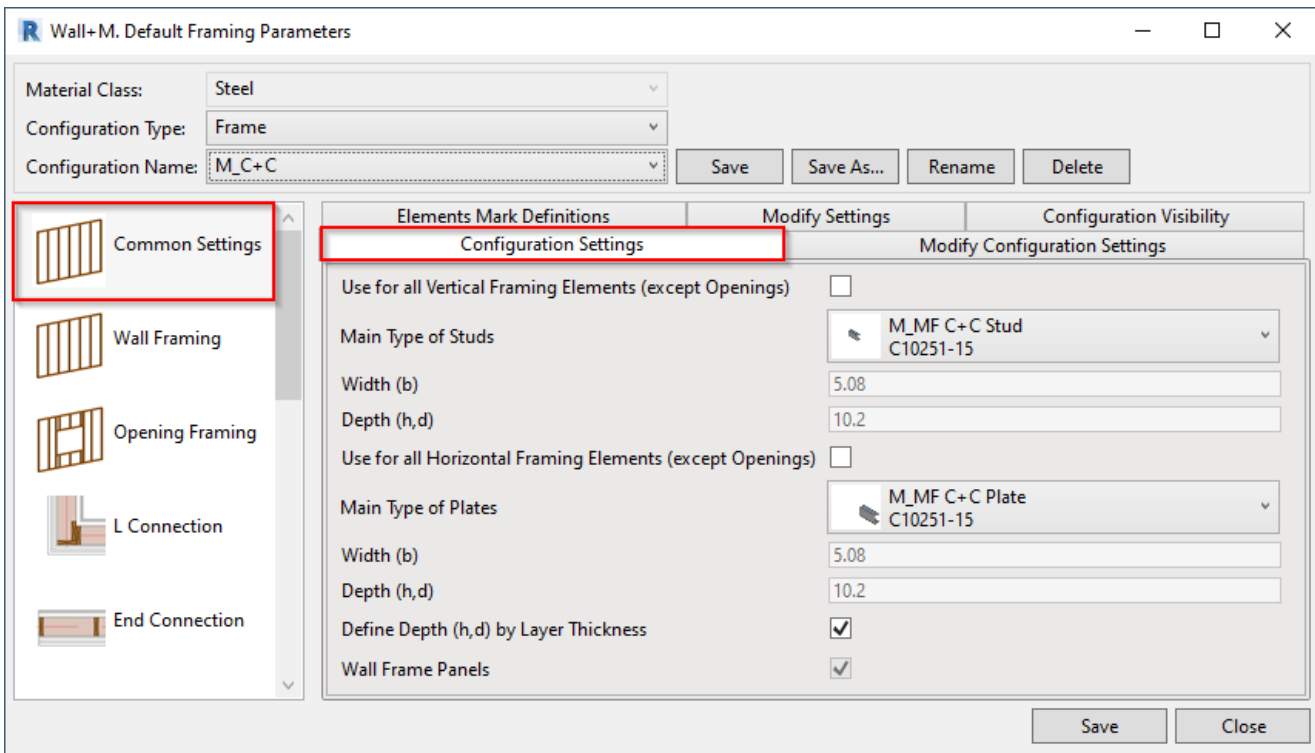 Wall+M. Default Framing Parameters
Material Class: Steel
Configuration Type: Frame
Configuration Name: M_C+C Save Save As... Rename Delete
Common Settings
Wall Framing
Opening Framing
L Connection
End Connection
Elements Mark Definitions Modify Settings Configuration Visibility
Configuration Settings Modify Configuration Settings
Use for all Vertical Framing Elements (except Openings)
Main Type of Studs M_MF C+C Stud
C10251-15
Width (b) 5.08
Depth (h,d) 10.2
Use for all Horizontal Framing Elements (except Openings)
Main Type of Plates M_MF C+C Plate
C10251-15
Width (b) 5.08
Depth (h,d) 10.2
Define Depth (h,d) by Layer Thickness
Wall Frame Panels
Save Close